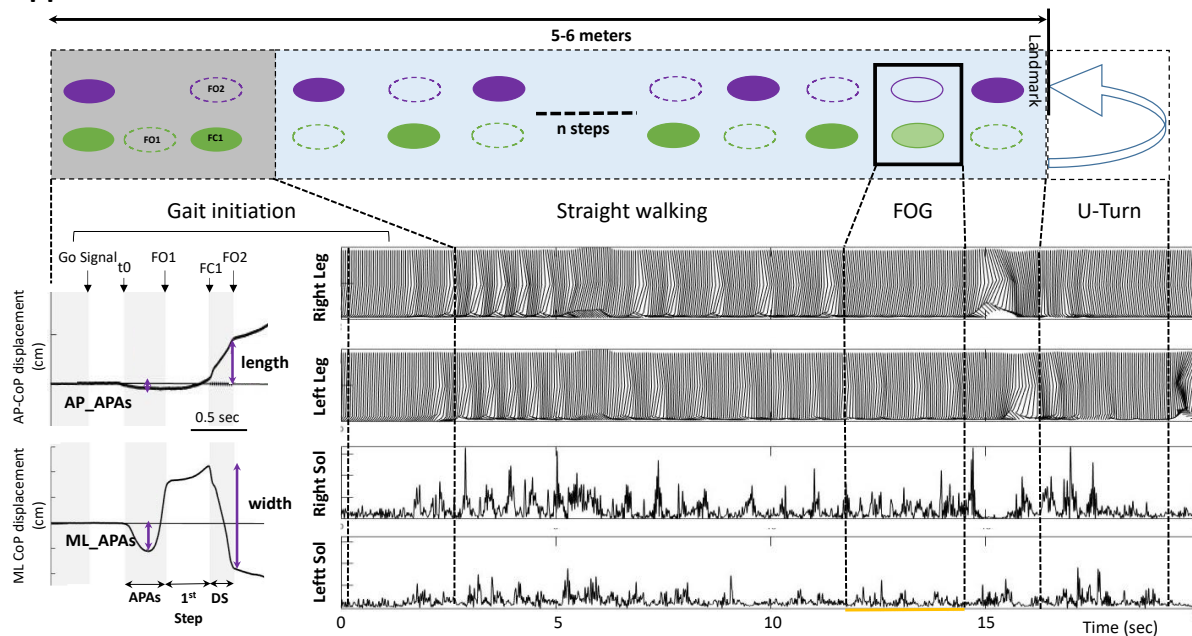 5-6 meters
Landmark
FO2
FO1
FC1
n steps
Gait initiation
Straight walking
FOG
U-Turn
Go Signal
t0
FO1
FC1
FO2
AP-CoP displacement
(cm)
length
AP_APAs
0.5 sec
ML CoP displacement
(cm)
width
ML_APAs
APAs
1st
DS
Step
Right Leg
Left Leg
Right Sol
Leftt Sol
0
5
10
15
Time (sec)